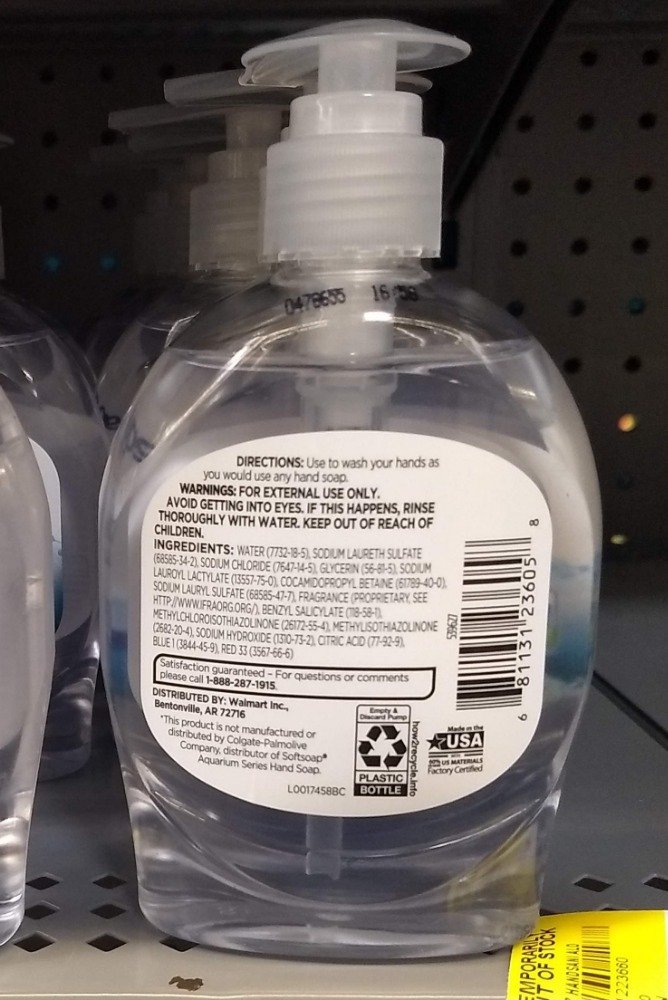 0478655 16:58
DIRECTIONS: Use to wash your hands as
you would use any hand soap.
WARNINGS: FOR EXTERNAL USE ONLY.
AVOID GETTING INTO EYES. IF THIS HAPPENS, RINSE
THOROUGHLY WITH WATER. KEEP OUT OF REACH OF
CHILDREN.
INGREDIENTS: WATER (7732-18-5), SODIUM LAURETH SULFATE
(68585-34-2), SODIUM CHLORIDE (7647-14-5), GLYCERIN (56-81-5), SODIUM
LAUROYL LACTYLATE (13557-75-0), COCAMIDOPROPYL BETAINE (61789-40-0),
SODIUM LAURYL SULFATE (68585-47-7), FRAGRANCE (PROPRIETARY, SEE
HTTP://WWW.IFRAORG.ORG/), BENZYL SALICYLATE (118-58-1),
METHYLCHLOROISOTHIAZOLINONE (26172-55-4), METHYLISOTHIAZOLINONE
(2682-20-4), SODIUM HYDROXIDE (1310-73-2), CITRIC ACID (77-92-9),
BLUE 1 (3844-45-9), RED 33 (3567-66-6)
Satisfaction guaranteed – For questions or comments
please call 1-888-287-1915.
DISTRIBUTED BY: Walmart Inc.,
Bentonville, AR 72716
*This product is not manufactured or
distributed by Colgate-Palmolive
Company, distributor of Softsoap®
Aquarium Series Hand Soap.
L0017458BC
Empty &
Discard Pump
PLASTIC
BOTTLE
how2recycle.info
Made in the
USA
WITH
90% US MATERIALS
Factory Certified
539627
6 81131 23605 8
EMPORARILY
T OF STOCK
HANDSAN ALO
223660